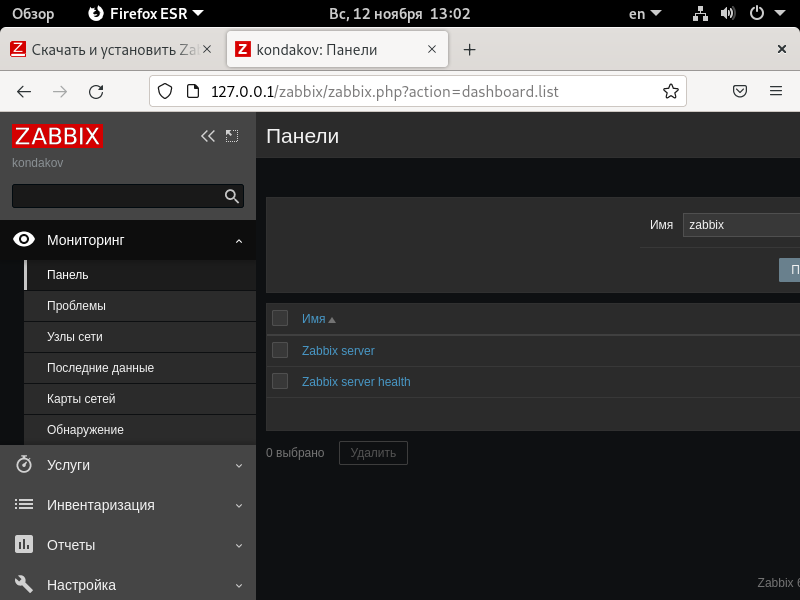 Обзор
Firefox ESR
Вс, 12 ноября 13:02
en
Скачать и установить Za
kondakov: Панели
127.0.0.1/zabbix/zabbix.php?action=dashboard.list
ZABBIX
kondakov
Панели
Мониторинг
Панель
Проблемы
Узлы сети
Последние данные
Карты сетей
Обнаружение
Услуги
Инвентаризация
Отчеты
Настройка
Имя
zabbix
П
Имя
Zabbix server
Zabbix server health
0 выбрано
Удалить
Zabbix 6